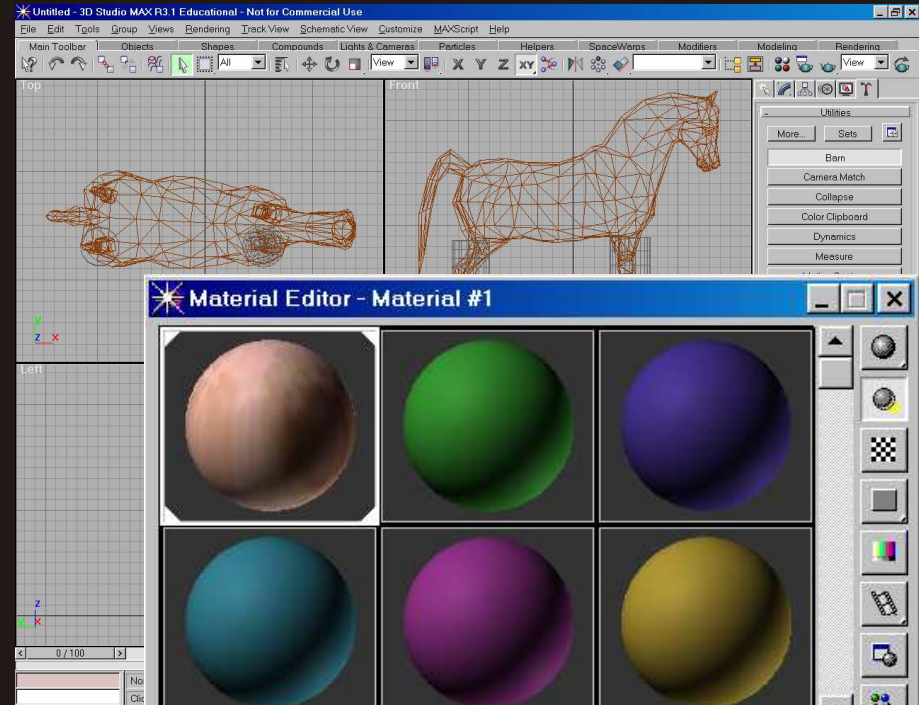 Untitled - 3D Studio MAX R3.1 Educational - Not for Commercial Use
File Edit Tools Group Views Rendering Track View Schematic View Customize MAXScript Help
Main Toolbar Objects Shapes Compounds Lights & Cameras Particles Helpers SpaceWarps Modifiers Modeling Rendering
All View X Y Z XY View
Top Front
Utilities
More... Sets
Barn
Camera Match
Collapse
Color Clipboard
Dynamics
Measure
Material Editor - Material #1
y
z x
Left
z
y x
0 / 100